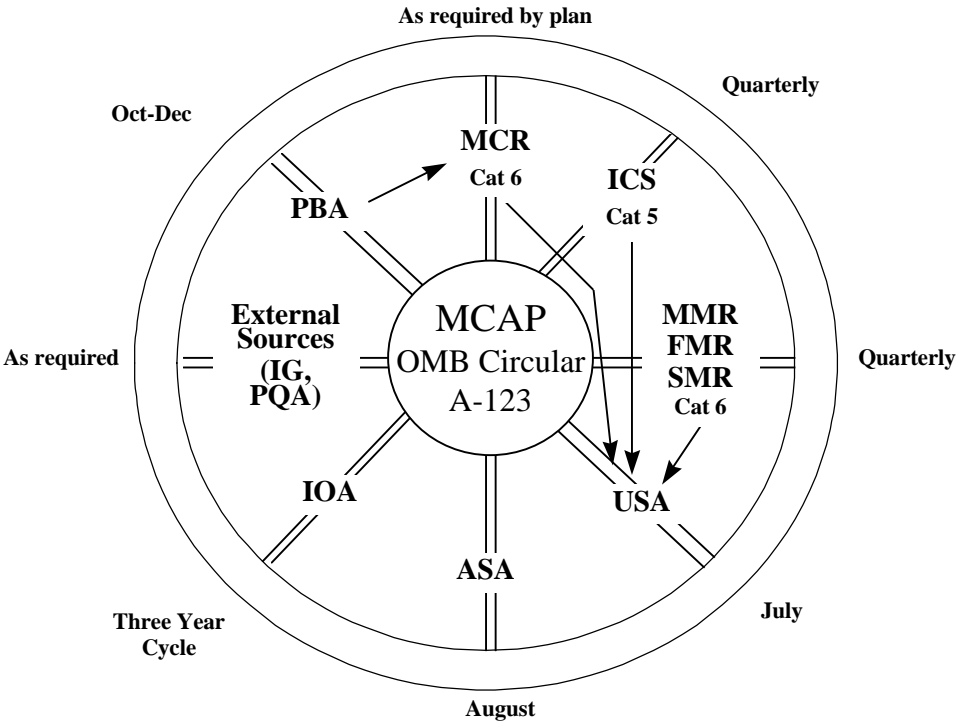 As required by plan
Quarterly
Oct-Dec
MCR
Cat 6
ICS
Cat 5
PBA
External
Sources
(IG,
PQA)
MCAP
OMB Circular
A-123
MMR
FMR
SMR
Cat 6
As required
Quarterly
IOA
USA
ASA
Three Year
Cycle
July
August